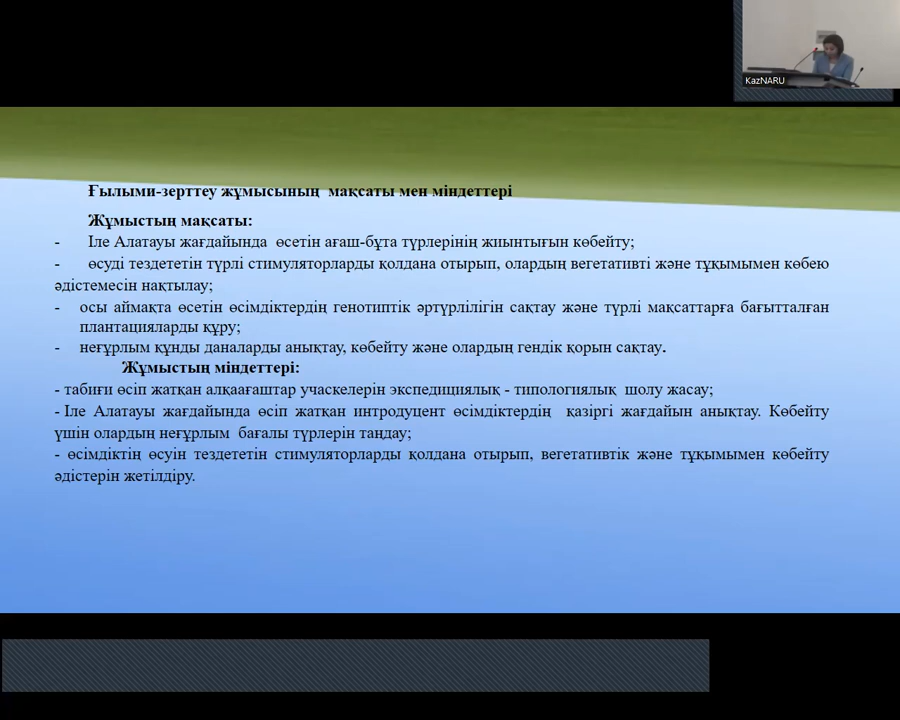 KazNARU
Ғылыми-зерттеу жұмысының мақсаты мен міндеттері
Жұмыстың мақсаты:
- Іле Алатауы жағдайында өсетін ағаш-бұта түрлерінің жиынтығын көбейту;
- өсуді тездететін түрлі стимуляторларды қолдана отырып, олардың вегетативті және тұқымымен көбею
әдістемесін нақтылау;
- осы аймақта өсетін өсімдіктердің генотиптік әртүрлілігін сақтау және түрлі мақсаттарға бағытталған
плантацияларды құру;
- неғұрлым құнды даналарды анықтау, көбейту және олардың гендік қорын сақтау.
Жұмыстың міндеттері:
- табиғи өсіп жатқан алқаағаштар учаскелерін экспедициялық - типологиялық шолу жасау;
- Іле Алатауы жағдайында өсіп жатқан интродуцент өсімдіктердің қазіргі жағдайын анықтау. Көбейту
үшін олардың неғұрлым бағалы түрлерін таңдау;
- өсімдіктің өсуін тездететін стимуляторларды қолдана отырып, вегетативтік және тұқымымен көбейту
әдістерін жетілдіру.